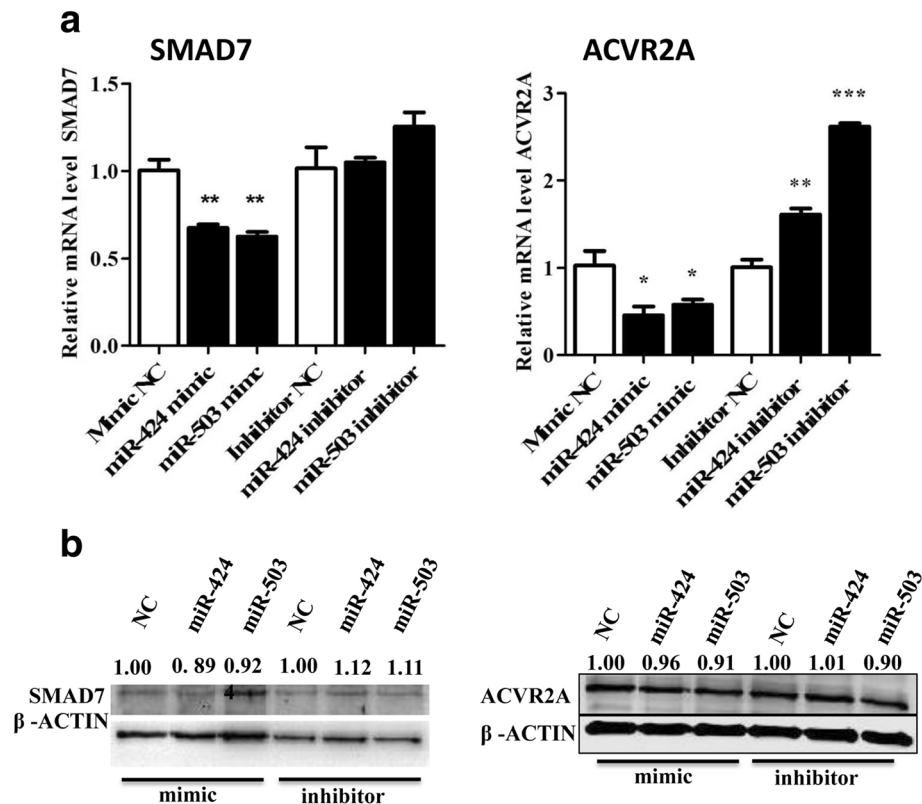 a
SMAD7
Relative mRNA level SMAD7
1.5
1.0
0.5
0.0
**
**
Mimic NC
miR-424 mimic
miR-503 mimc
Inhibitor NC
miR-424 inhibitor
miR-503 inhibitor
ACVR2A
Relative mRNA level ACVR2A
3
2
1
0
*
*
**
***
Mimic NC
miR-424 mimic
miR-503 mimic
Inhibitor NC
miR-424 inhibitor
miR-503 inhibitor
b
NC
miR-424
miR-503
NC
miR-424
miR-503
1.00 0. 89 0.92 1.00 1.12 1.11
SMAD7
4
β -ACTIN
mimic
inhibitor
NC
miR-424
miR-503
NC
miR-424
miR-503
1.00 0.96 0.91 1.00 1.01 0.90
ACVR2A
β -ACTIN
mimic
inhibitor